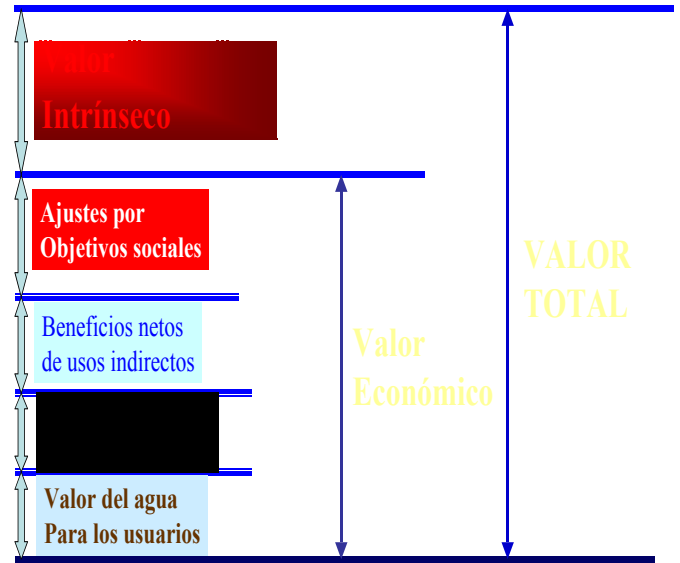 Valor
Intrínseco
Ajustes por
Objetivos sociales
VALOR
TOTAL
Beneficios netos
de usos indirectos
Valor
Económico
Valor del agua
Para los usuarios